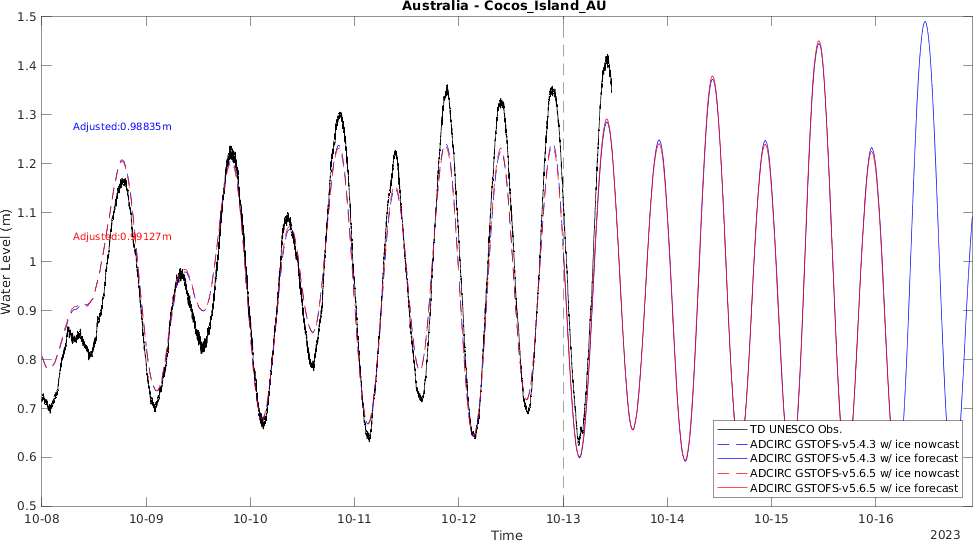 Australia - Cocos_Island_AU
1.5
1.4
1.3
1.2
1.1
1
0.9
0.8
0.7
0.6
0.5
Water Level (m)
Adjusted:0.98835m
Adjusted:0.99127m
TD UNESCO Obs.
ADCIRC GSTOFS-v5.4.3 w/ ice nowcast
ADCIRC GSTOFS-v5.4.3 w/ ice forecast
ADCIRC GSTOFS-v5.6.5 w/ ice nowcast
ADCIRC GSTOFS-v5.6.5 w/ ice forecast
10-08 10-09 10-10 10-11 10-12 10-13 10-14 10-15 10-16
Time
2023